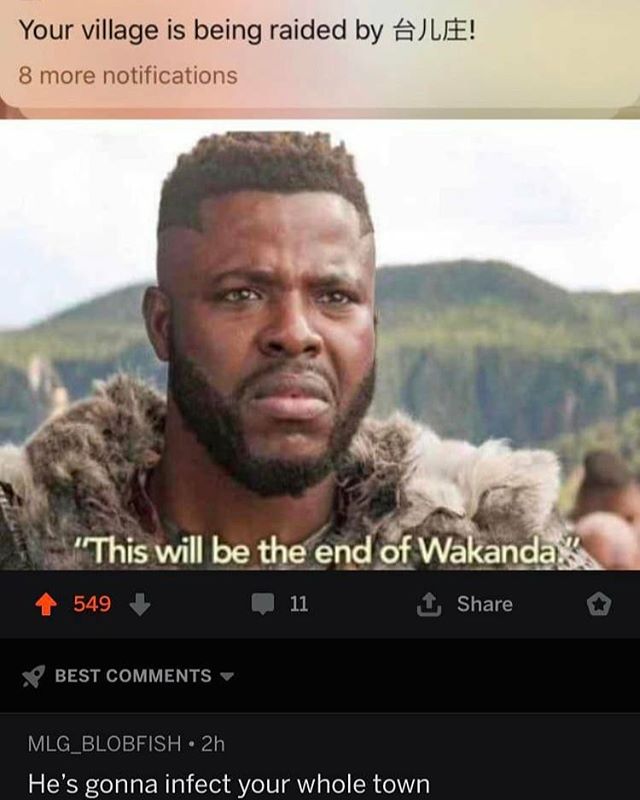 Your village is being raided by 台儿庄!
8 more notifications
"This will be the end of Wakanda."
549
11
Share
BEST COMMENTS
MLG_BLOBFISH • 2h
He's gonna infect your whole town